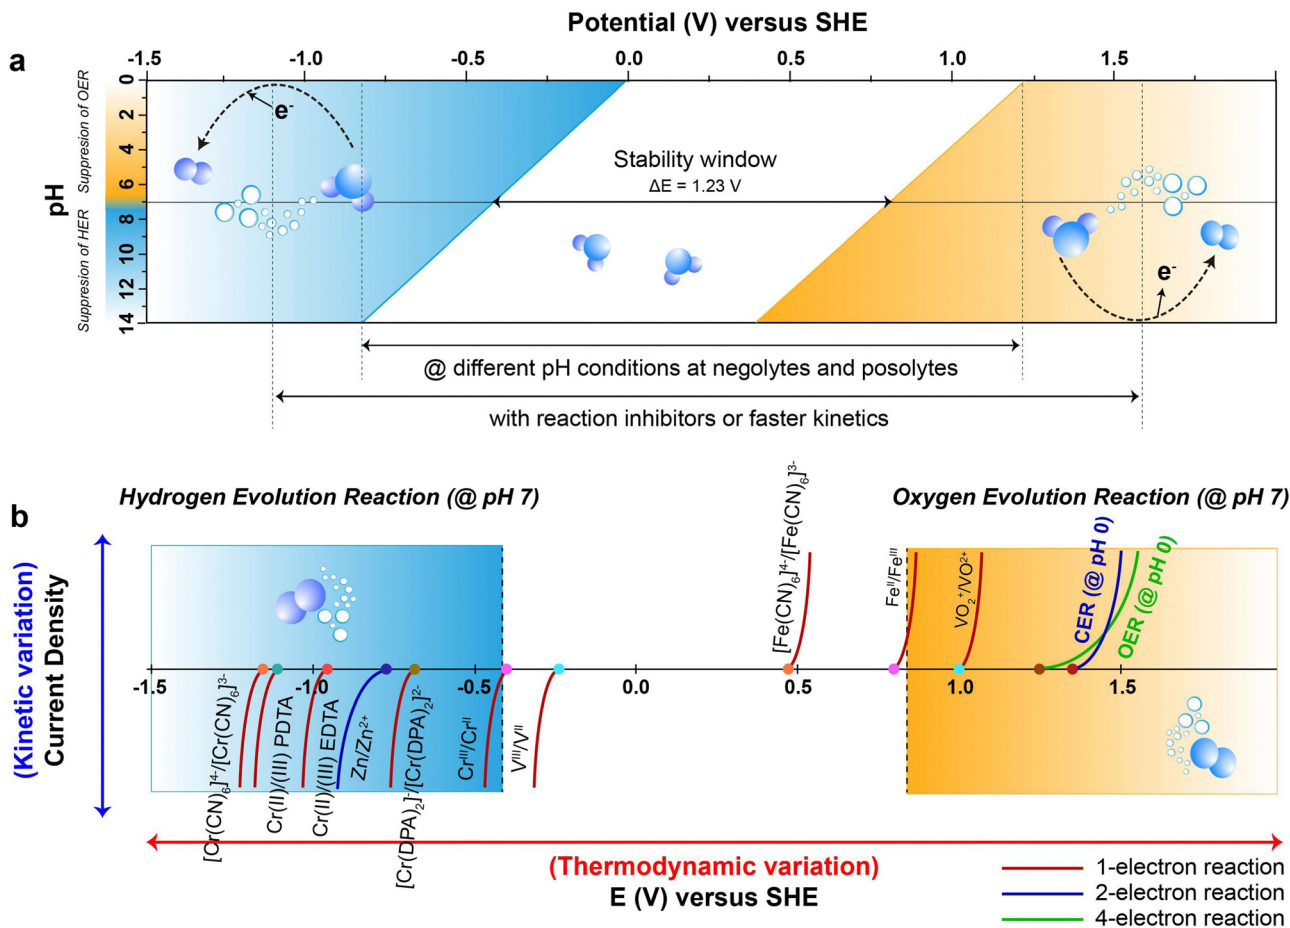 Potential (V) versus SHE
a
-1.5 -1.0 -0.5 0.0 0.5 1.0 1.5
pH
Suppresion of OER
Suppression of HER
0
2
4
6
8
10
12
14
e-
Stability window
ΔE = 1.23 V
e-
@ different pH conditions at negolytes and posolytes
with reaction inhibitors or faster kinetics
b
Hydrogen Evolution Reaction (@ pH 7)
Oxygen Evolution Reaction (@ pH 7)
(Kinetic variation)
Current Density
-1.5 -1.0 -0.5 0.0 0.5 1.0 1.5
[Cr(CN)6]4-/[Cr(CN)6]3-
Cr(II)/(III) PDTA
Cr(II)/(III) EDTA
Zn/Zn2+
[Cr(DPA)2]-/[Cr(DPA)2]2-
CrIII/CrII
VIII/VII
[Fe(CN)6]4-/[Fe(CN)6]3-
FeII/FeIII
VO2+/VO2+
CER (@ pH 0)
OER (@ pH 0)
(Thermodynamic variation)
E (V) versus SHE
1-electron reaction
2-electron reaction
4-electron reaction